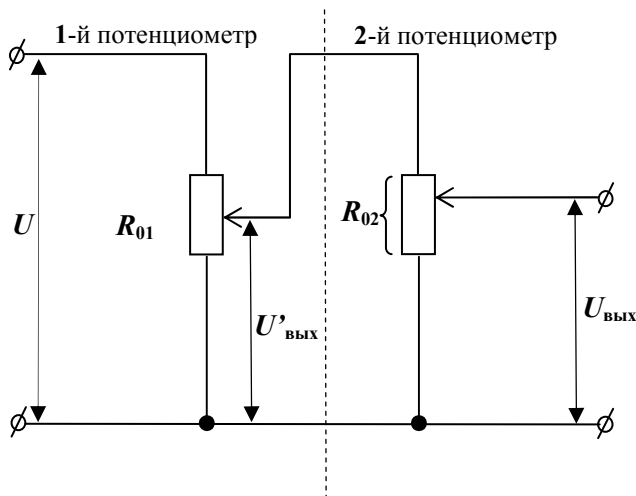 1-й потенциометр
2-й потенциометр
U
R01
U’вых
R02
Uвых